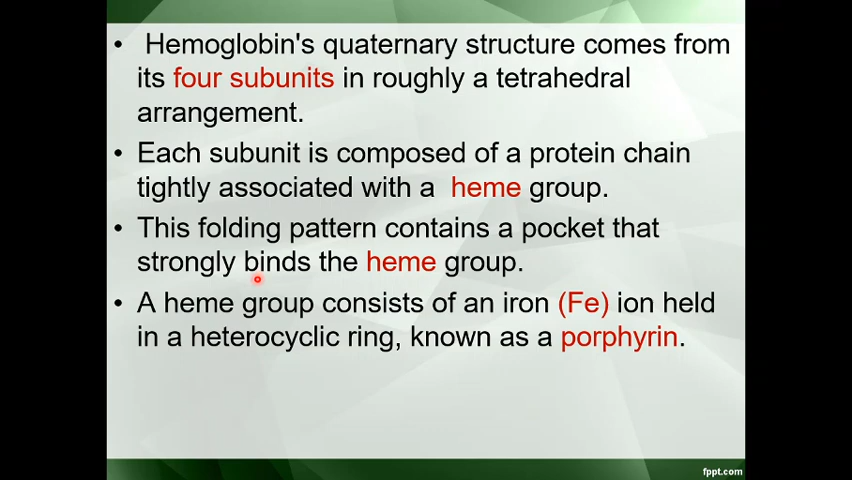 • Hemoglobin's quaternary structure comes from
its four subunits in roughly a tetrahedral
arrangement.
• Each subunit is composed of a protein chain
tightly associated with a heme group.
• This folding pattern contains a pocket that
strongly binds the heme group.
• A heme group consists of an iron (Fe) ion held
in a heterocyclic ring, known as a porphyrin.
fppt.com